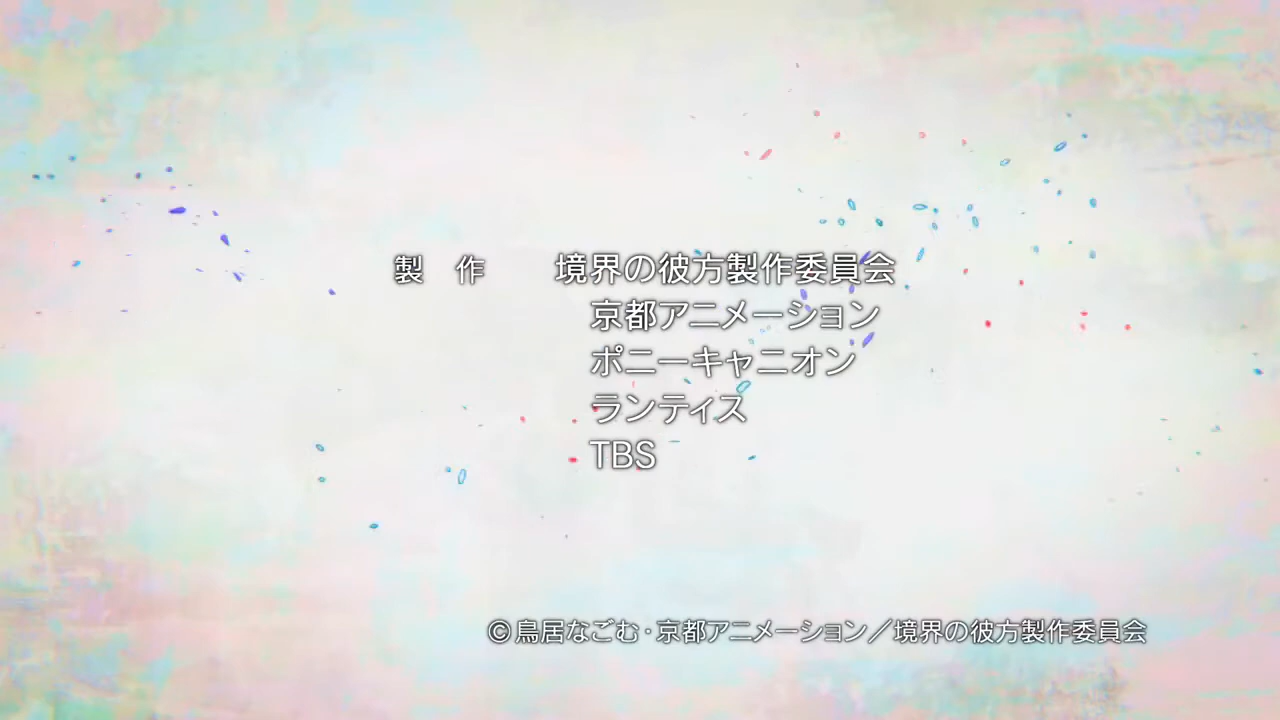 製　作　　境界の彼方製作委員会
京都アニメーション
ポニーキャニオン
ランティス
TBS
©鳥居なごむ・京都アニメーション／境界の彼方製作委員会